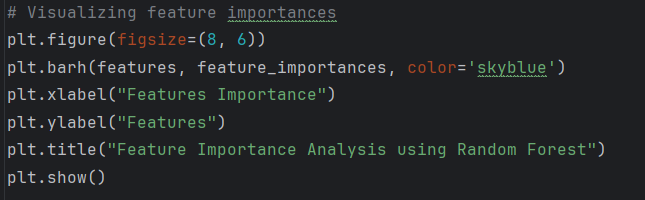 # Visualizing feature importances
plt.figure(figsize=(8, 6))
plt.barh(features, feature_importances, color='skyblue')
plt.xlabel("Features Importance")
plt.ylabel("Features")
plt.title("Feature Importance Analysis using Random Forest")
plt.show()